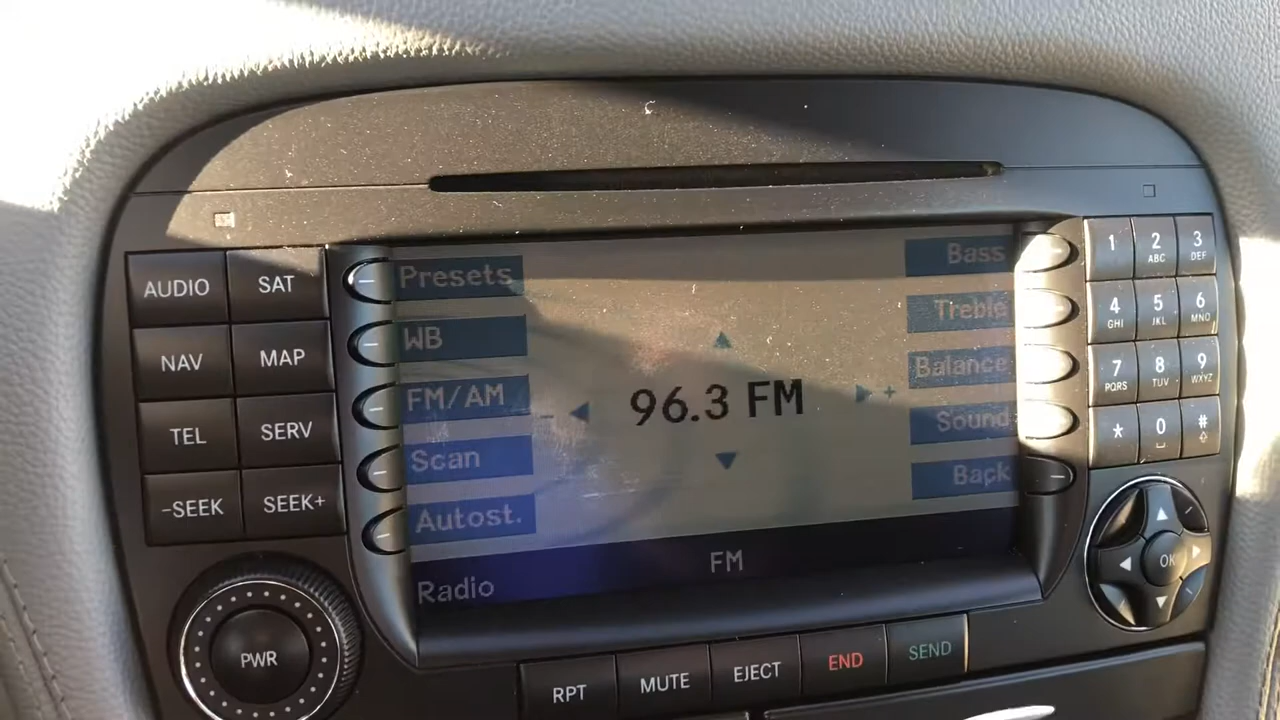 AUDIO SAT
NAV MAP
TEL SERV
-SEEK SEEK+
PWR
Presets
WB
FM/AM
Scan
Autost.
Radio
96.3 FM
- +
FM
Bass
Treble
Balance
Sound
Back
1 2 ABC 3 DEF
4 GHI 5 JKL 6 MNO
7 PQRS 8 TUV 9 WXYZ
* 0 #
OK
RPT MUTE EJECT END SEND